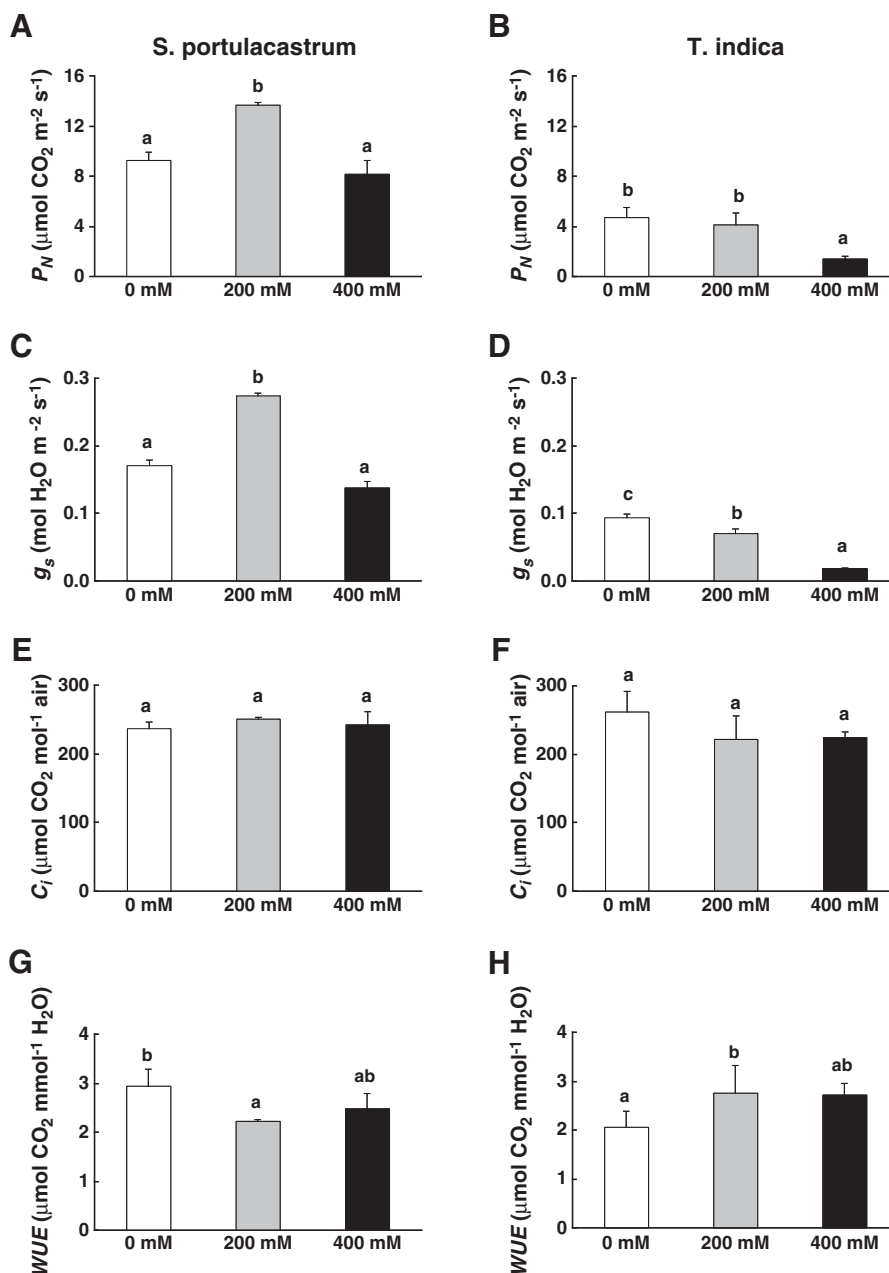 A
S. portulacastrum
P_N (µmol CO₂ m⁻² s⁻¹)
16
12
8
4
0
a
b
a
0 mM 200 mM 400 mM
B
T. indica
P_N (µmol CO₂ m⁻² s⁻¹)
16
12
8
4
0
b
b
a
0 mM 200 mM 400 mM
C
g_s (mol H₂O m⁻² s⁻¹)
0.3
0.2
0.1
0.0
a
b
a
0 mM 200 mM 400 mM
D
g_s (mol H₂O m⁻² s⁻¹)
0.3
0.2
0.1
0.0
c
b
a
0 mM 200 mM 400 mM
E
C_i (µmol CO₂ mol⁻¹ air)
300
200
100
0
a
a
a
0 mM 200 mM 400 mM
F
C_i (µmol CO₂ mol⁻¹ air)
300
200
100
0
a
a
a
0 mM 200 mM 400 mM
G
WUE (µmol CO₂ mmol⁻¹ H₂O)
4
3
2
1
0
b
a
ab
0 mM 200 mM 400 mM
H
WUE (µmol CO₂ mmol⁻¹ H₂O)
4
3
2
1
0
a
b
ab
0 mM 200 mM 400 mM